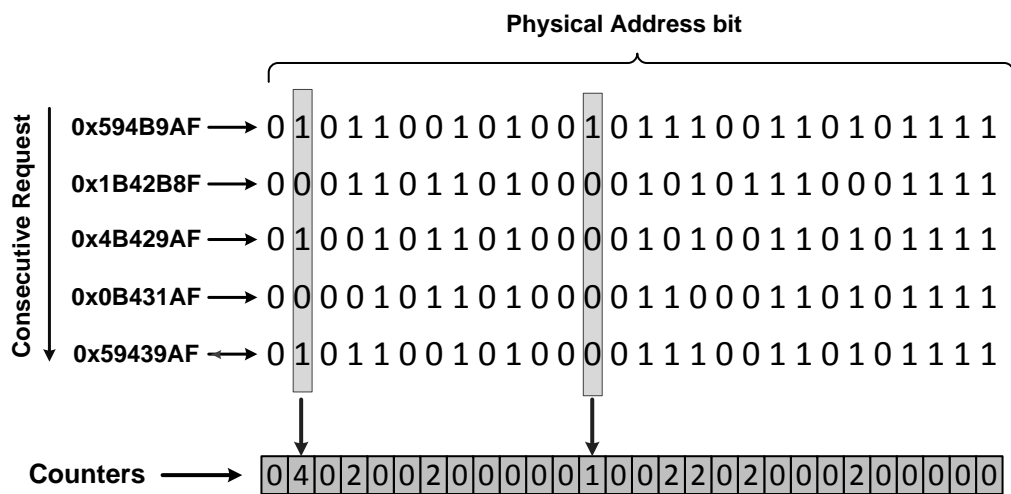 Physical Address bit
Consecutive Request
0x594B9AF 0 1 0 1 1 0 0 1 0 1 0 0 1 0 1 1 1 0 0 1 1 0 1 0 1 1 1 1
0x1B42B8F 0 0 0 1 1 0 1 1 0 1 0 0 0 0 1 0 1 0 1 1 1 0 0 0 1 1 1 1
0x4B429AF 0 1 0 0 1 0 1 1 0 1 0 0 0 0 1 0 1 0 0 1 1 0 1 0 1 1 1 1
0x0B431AF 0 0 0 0 1 0 1 1 0 1 0 0 0 0 1 1 0 0 0 1 1 0 1 0 1 1 1 1
0x59439AF 0 1 0 1 1 0 0 1 0 1 0 0 0 0 1 1 1 0 0 1 1 0 1 0 1 1 1 1
Counters 0 4 0 2 0 0 2 0 0 0 0 0 1 0 0 2 2 0 2 0 0 0 2 0 0 0 0 0